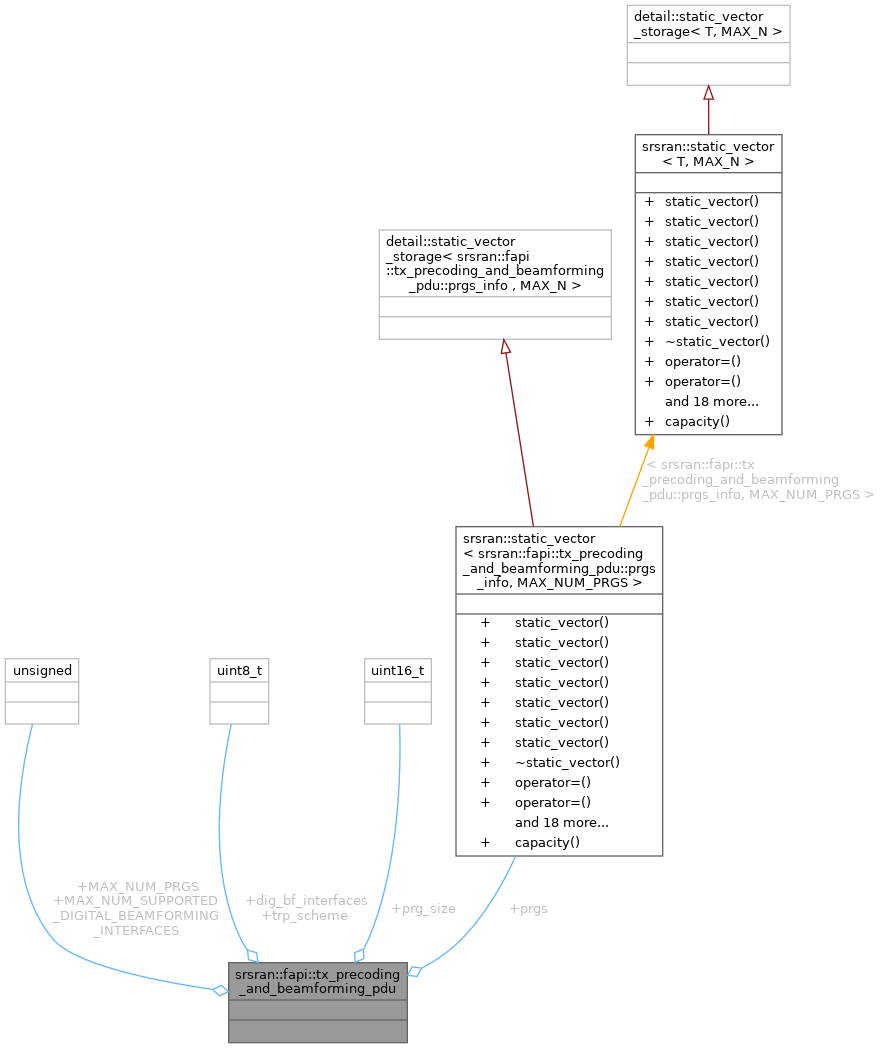 detail::static_vector
_storage< T, MAX_N >
srsran::static_vector
< T, MAX_N >
+ static_vector()
+ static_vector()
+ static_vector()
+ static_vector()
+ static_vector()
+ static_vector()
+ static_vector()
+ ~static_vector()
+ operator=()
+ operator=()
and 18 more...
+ capacity()
detail::static_vector
_storage< srsran::fapi
::tx_precoding_and_beamforming
_pdu::prgs_info , MAX_N >
< srsran::fapi::tx
_precoding_and_beamforming
_pdu::prgs_info, MAX_NUM_PRGS >
srsran::static_vector
< srsran::fapi::tx_precoding
_and_beamforming_pdu::prgs
_info, MAX_NUM_PRGS >
+ static_vector()
+ static_vector()
+ static_vector()
+ static_vector()
+ static_vector()
+ static_vector()
+ static_vector()
+ ~static_vector()
+ operator=()
+ operator=()
and 18 more...
+ capacity()
unsigned
uint8_t
uint16_t
+MAX_NUM_PRGS
+MAX_NUM_SUPPORTED
_DIGITAL_BEAMFORMING
_INTERFACES
+dig_bf_interfaces
+trp_scheme
+prg_size
+prgs
srsran::fapi::tx_precoding
_and_beamforming_pdu